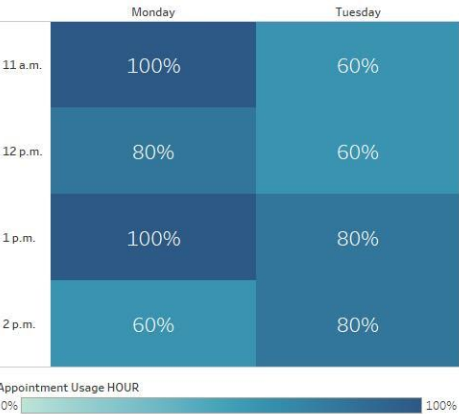 Monday Tuesday
11 a.m. 100% 60%
12 p.m. 80% 60%
1 p.m. 100% 80%
2 p.m. 60% 80%
Appointment Usage HOUR
0% 100%